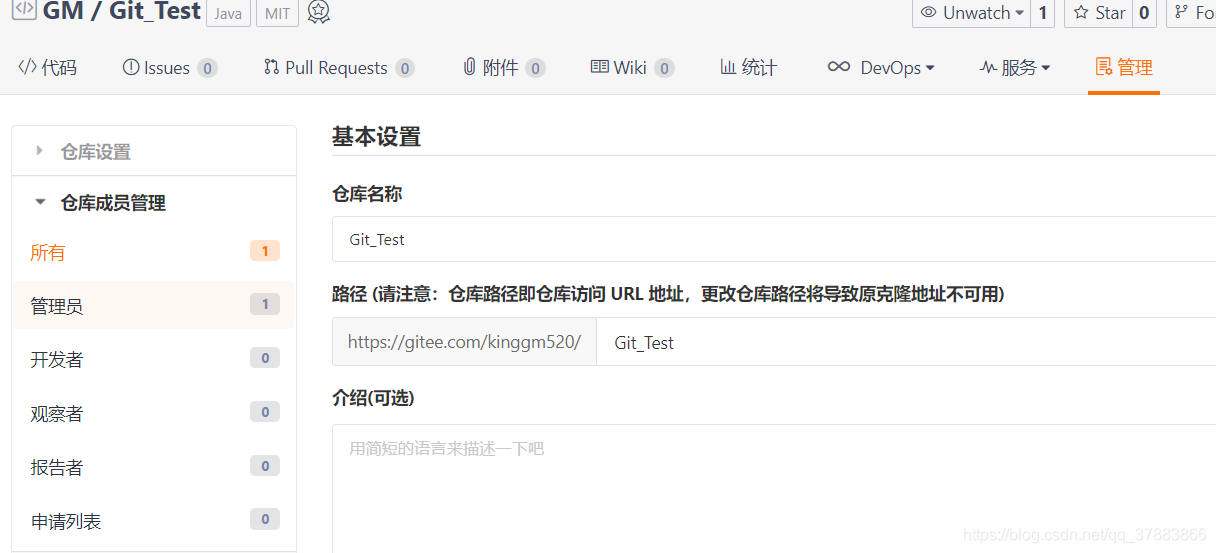 GM / Git_Test Java MIT Unwatch 1 Star 0 Fo
代码 Issues 0 Pull Requests 0 附件 0 Wiki 0 统计 DevOps 服务 管理
仓库设置
仓库成员管理
所有 1
管理员 1
开发者 0
观察者 0
报告者 0
申请列表 0
基本设置
仓库名称
Git_Test
路径 (请注意：仓库路径即仓库访问 URL 地址，更改仓库路径将导致原克隆地址不可用)
https://gitee.com/kinggm520/ Git_Test
介绍(可选)
用简短的语言来描述一下吧
https://blog.csdn.net/qq_37883866